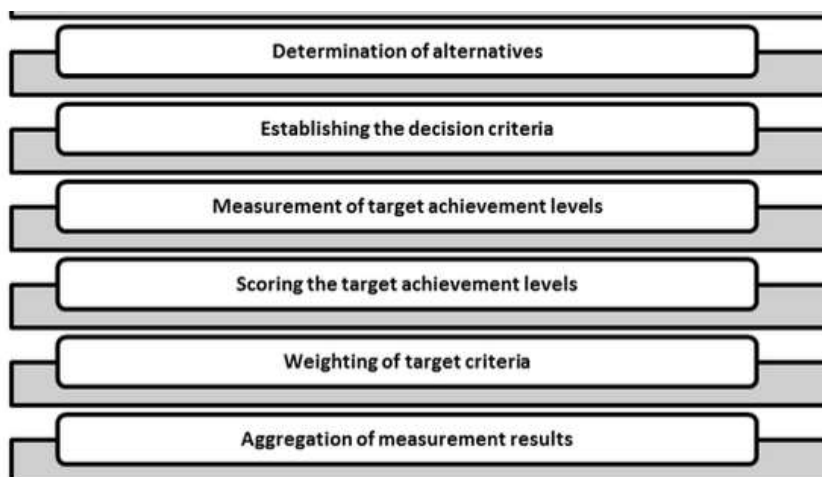 Determination of alternatives
Establishing the decision criteria
Measurement of target achievement levels
Scoring the target achievement levels
Weighting of target criteria
Aggregation of measurement results